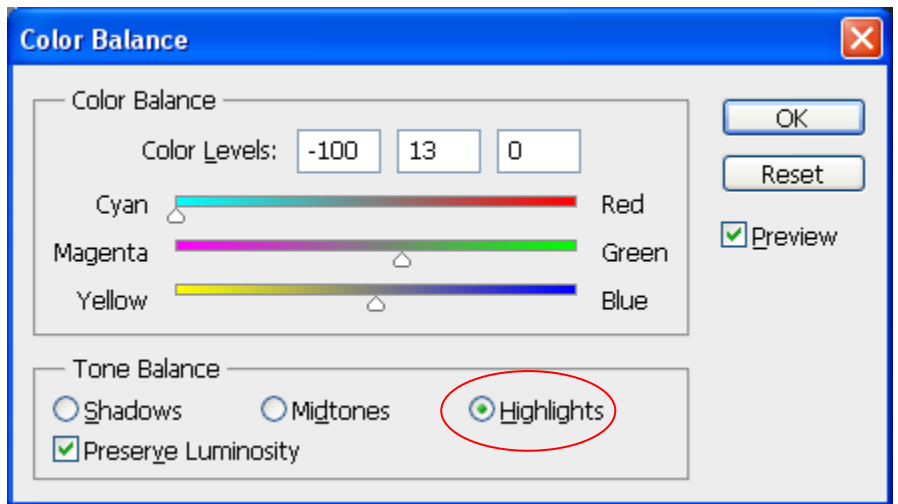 Color Balance
Color Balance
Color Levels: -100 13 0
Cyan Red
Magenta Green
Yellow Blue
OK
Reset
Preview
Tone Balance
Shadows Midtones Highlights
Preserve Luminosity